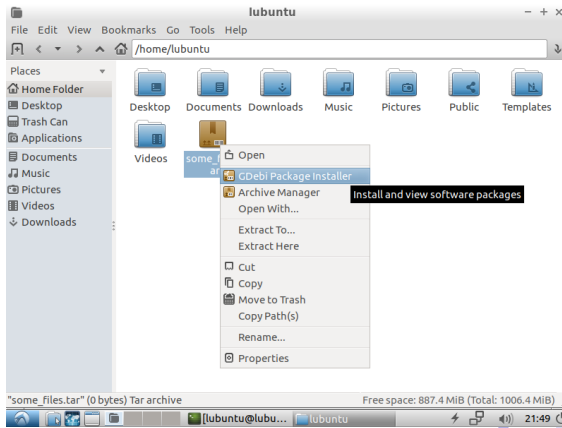 lubuntu
File Edit View Bookmarks Go Tools Help
/home/lubuntu
Places
Home Folder
Desktop
Trash Can
Applications
Documents
Music
Pictures
Videos
Downloads
Desktop Documents Downloads Music Pictures Public Templates
Videos
Open
GDebi Package Installer
Archive Manager
Install and view software packages
Open With...
Extract To...
Extract Here
Cut
Copy
Move to Trash
Copy Path(s)
Rename...
Properties
"some_files.tar" (0 bytes) Tar archive
Free space: 887.4 MiB (Total: 1006.4 MiB)
[lubuntu@lubu... lubuntu 21:49